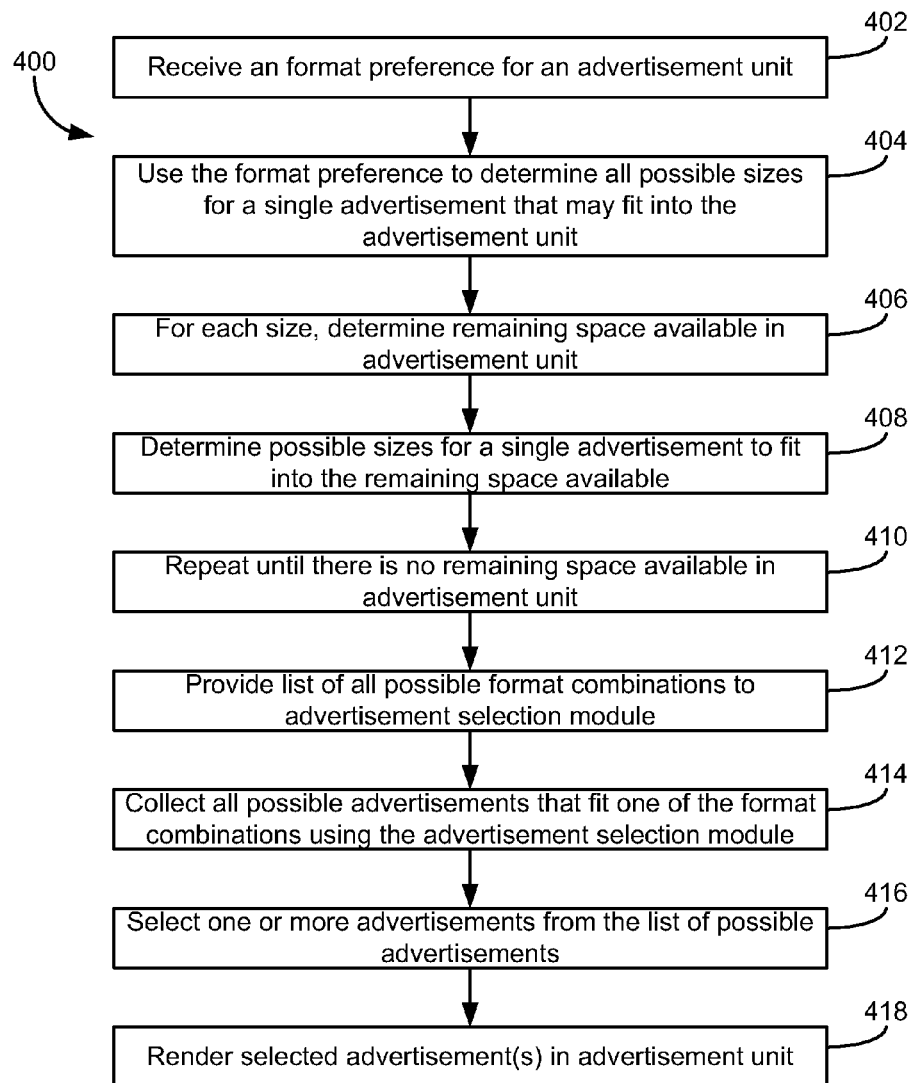 402
Receive an format preference for an advertisement unit
400
404
Use the format preference to determine all possible sizes
for a single advertisement that may fit into the
advertisement unit
406
For each size, determine remaining space available in
advertisement unit
408
Determine possible sizes for a single advertisement to fit
into the remaining space available
410
Repeat until there is no remaining space available in
advertisement unit
412
Provide list of all possible format combinations to
advertisement selection module
414
Collect all possible advertisements that fit one of the format
combinations using the advertisement selection module
416
Select one or more advertisements from the list of possible
advertisements
418
Render selected advertisement(s) in advertisement unit